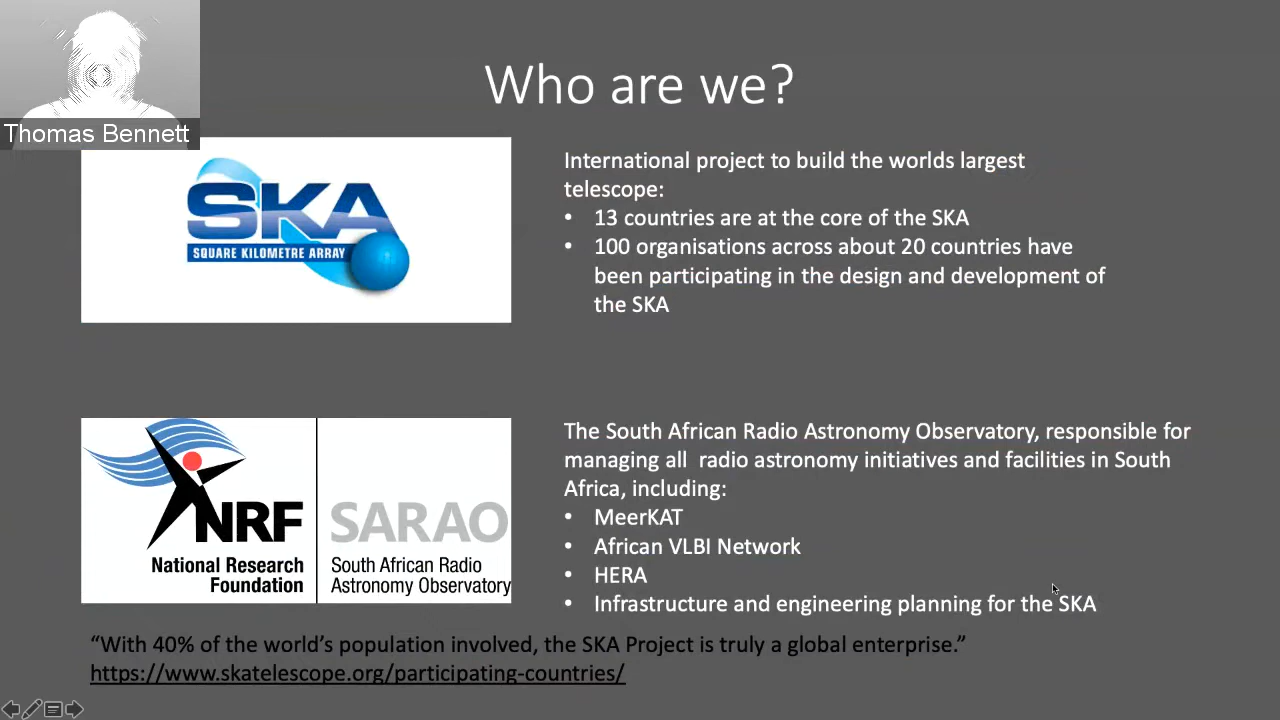 Thomas Bennett
Who are we?
SKA
SQUARE KILOMETRE ARRAY
International project to build the worlds largest
telescope:
• 13 countries are at the core of the SKA
• 100 organisations across about 20 countries have
been participating in the design and development of
the SKA
NRF
National Research
Foundation
SARAO
South African Radio
Astronomy Observatory
The South African Radio Astronomy Observatory, responsible for
managing all  radio astronomy initiatives and facilities in South
Africa, including:
• MeerKAT
• African VLBI Network
• HERA
• Infrastructure and engineering planning for the SKA
“With 40% of the world’s population involved, the SKA Project is truly a global enterprise.”
https://www.skatelescope.org/participating-countries/